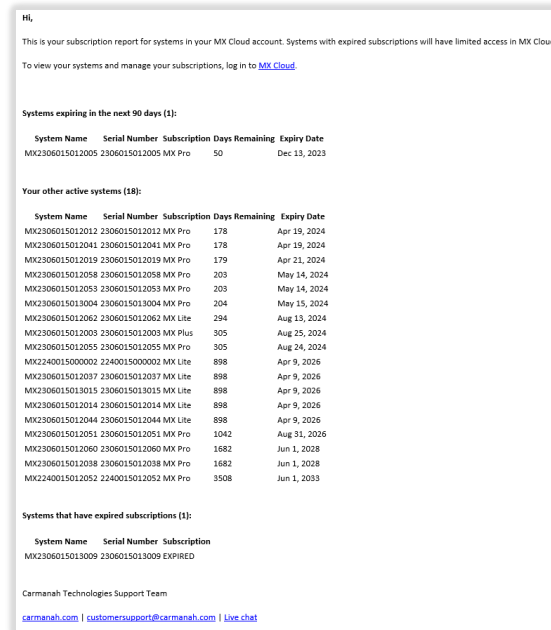 Hi,
This is your subscription report for systems in your MX Cloud account. Systems with expired subscriptions will have limited access in MX Clou
To view your systems and manage your subscriptions, log in to MX Cloud.
Systems expiring in the next 90 days (1):
System Name Serial Number Subscription Days Remaining Expiry Date
MX2306015012005 2306015012005 MX Pro 50 Dec 13, 2023
Your other active systems (18):
System Name Serial Number Subscription Days Remaining Expiry Date
MX2306015012012 2306015012012 MX Pro 178 Apr 19, 2024
MX2306015012041 2306015012041 MX Pro 178 Apr 19, 2024
MX2306015012019 2306015012019 MX Pro 179 Apr 21, 2024
MX2306015012058 2306015012058 MX Pro 203 May 14, 2024
MX2306015012053 2306015012053 MX Pro 203 May 14, 2024
MX2306015013004 2306015013004 MX Pro 204 May 15, 2024
MX2306015012062 2306015012062 MX Lite 294 Aug 13, 2024
MX2306015012003 2306015012003 MX Plus 305 Aug 25, 2024
MX2306015012055 2306015012055 MX Pro 305 Aug 24, 2024
MX2240015000002 2240015000002 MX Lite 898 Apr 9, 2026
MX2306015012037 2306015012037 MX Lite 898 Apr 9, 2026
MX2306015013015 2306015013015 MX Lite 898 Apr 9, 2026
MX2306015012014 2306015012014 MX Lite 898 Apr 9, 2026
MX2306015012044 2306015012044 MX Lite 898 Apr 9, 2026
MX2306015012051 2306015012051 MX Pro 1042 Aug 31, 2026
MX2306015012060 2306015012060 MX Pro 1682 Jun 1, 2028
MX2306015012038 2306015012038 MX Pro 1682 Jun 1, 2028
MX2240015012052 2240015012052 MX Pro 3508 Jun 1, 2033
Systems that have expired subscriptions (1):
System Name Serial Number Subscription
MX2306015013009 2306015013009 EXPIRED
Carmanah Technologies Support Team
carmanah.com | customersupport@carmanah.com | Live chat